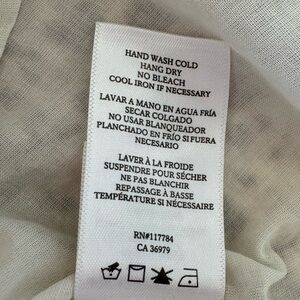 HAND WASH COLD
HANG DRY
NO BLEACH
COOL IRON IF NECESSARY
LAVAR A MANO EN AGUA FRÍA
SECAR COLGADO
NO USAR BLANQUEADOR
PLANCHADO EN FRÍO SI FUERA
NECESARIO
LAVER À LA FROIDE
SUSPENDRE POUR SÉCHER
NE PAS BLANCHIR
REPASSAGE À BASSE
TEMPÉRATURE SI NÉCESSAIRE
RN#117784
CA 36979